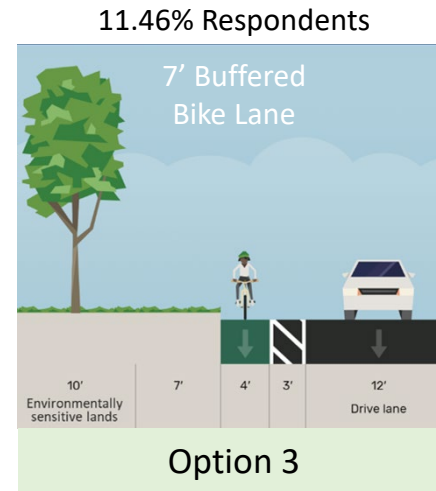 11.46% Respondents
7’ Buffered
Bike Lane
10’ 7’ 4’ 3’ 12’
Environmentally
sensitive lands
Drive lane
Option 3